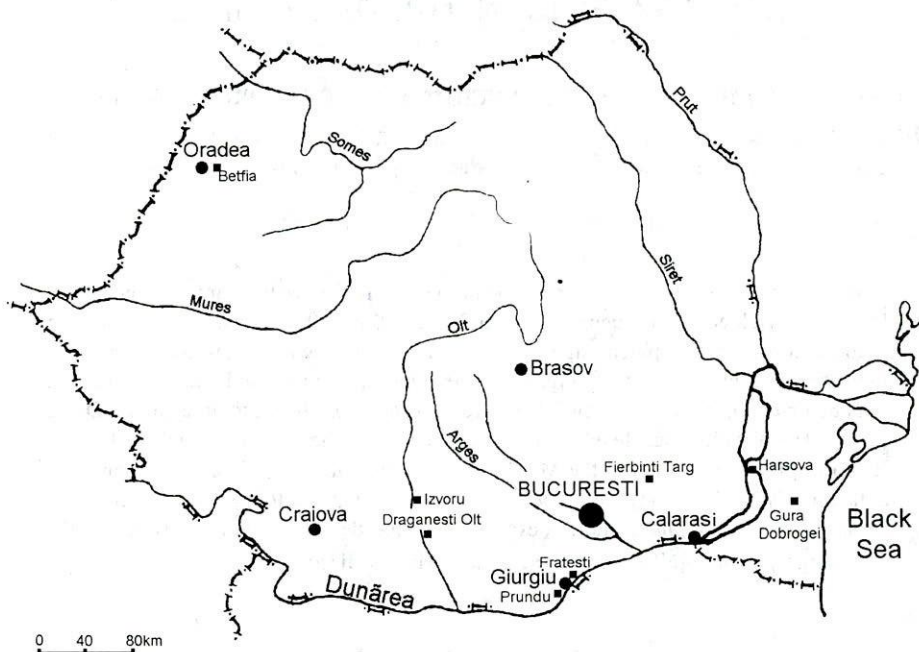 Prut
Somes
Oradea
Betfia
Siret
Mures
Olt
Brasov
Arges
Fierbinti Targ
Harsova
Izvoru
BUCURESTI
Craiova
Draganesti Olt
Calarasi
Gura
Dobrogei
Black
Sea
Fratesti
Giurgiu
Prundu
Dunãrea
0 40 80km